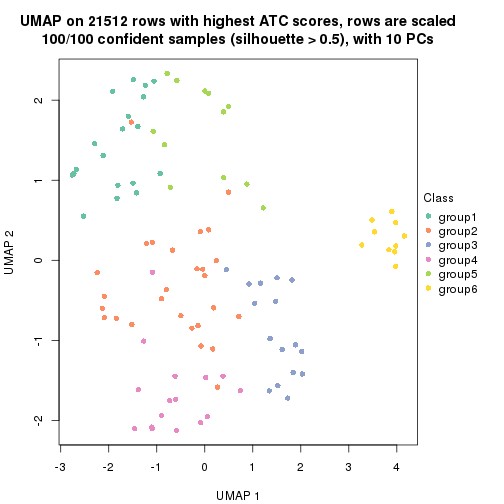 UMAP on 21512 rows with highest ATC scores, rows are scaled
100/100 confident samples (silhouette > 0.5), with 10 PCs
2
1
0
-1
-2
UMAP 2
-3
-2
-1
0
1
2
3
4
UMAP 1
Class
group1
group2
group3
group4
group5
group6